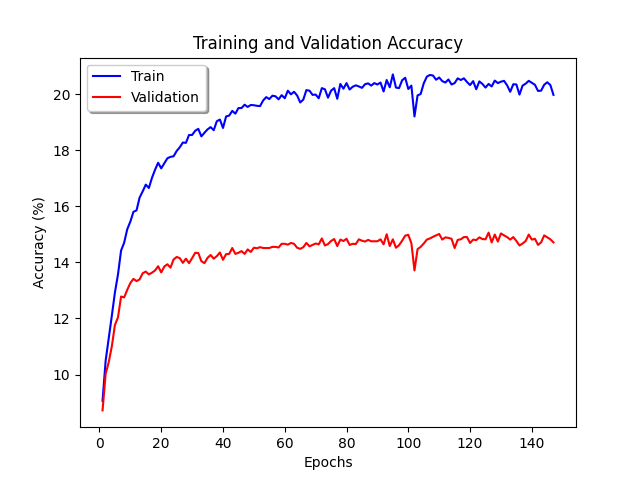 Training and Validation Accuracy
Train
Validation
Accuracy (%)
20
18
16
14
12
10
0 20 40 60 80 100 120 140
Epochs